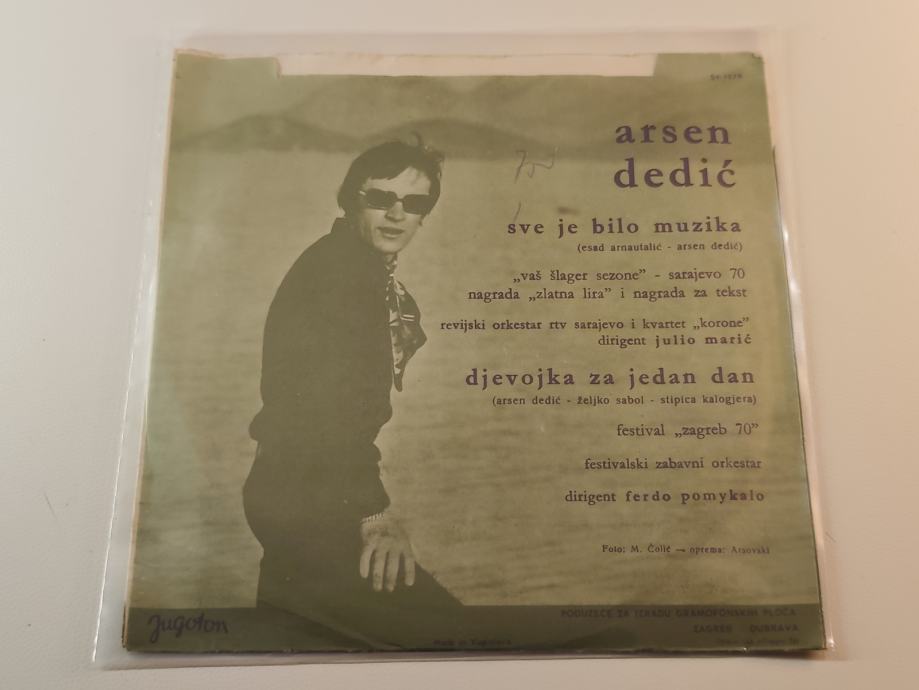 arsen
dedić
sve je bilo muzika
(esad arnautalić - arsen dedić)
„vaš šlager sezone” - sarajevo 70
nagrada „zlatna lira” i nagrada za tekst
revijski orkestar rtv sarajevo i kvartet „korone”
dirigent julio marić
djevojka za jedan dan
(arsen dedić - željko sabol - stipica kalogjera)
festival „zagreb 70”
festivalski zabavni orkestar
dirigent ferdo pomykalo
Foto: M. Čolić — oprema: Arsovski
Jugoton
PODUZEĆE ZA IZRADU GRAMOFONSKIH PLOČA
ZAGREB DUBRAVA
Made in Yugoslavia